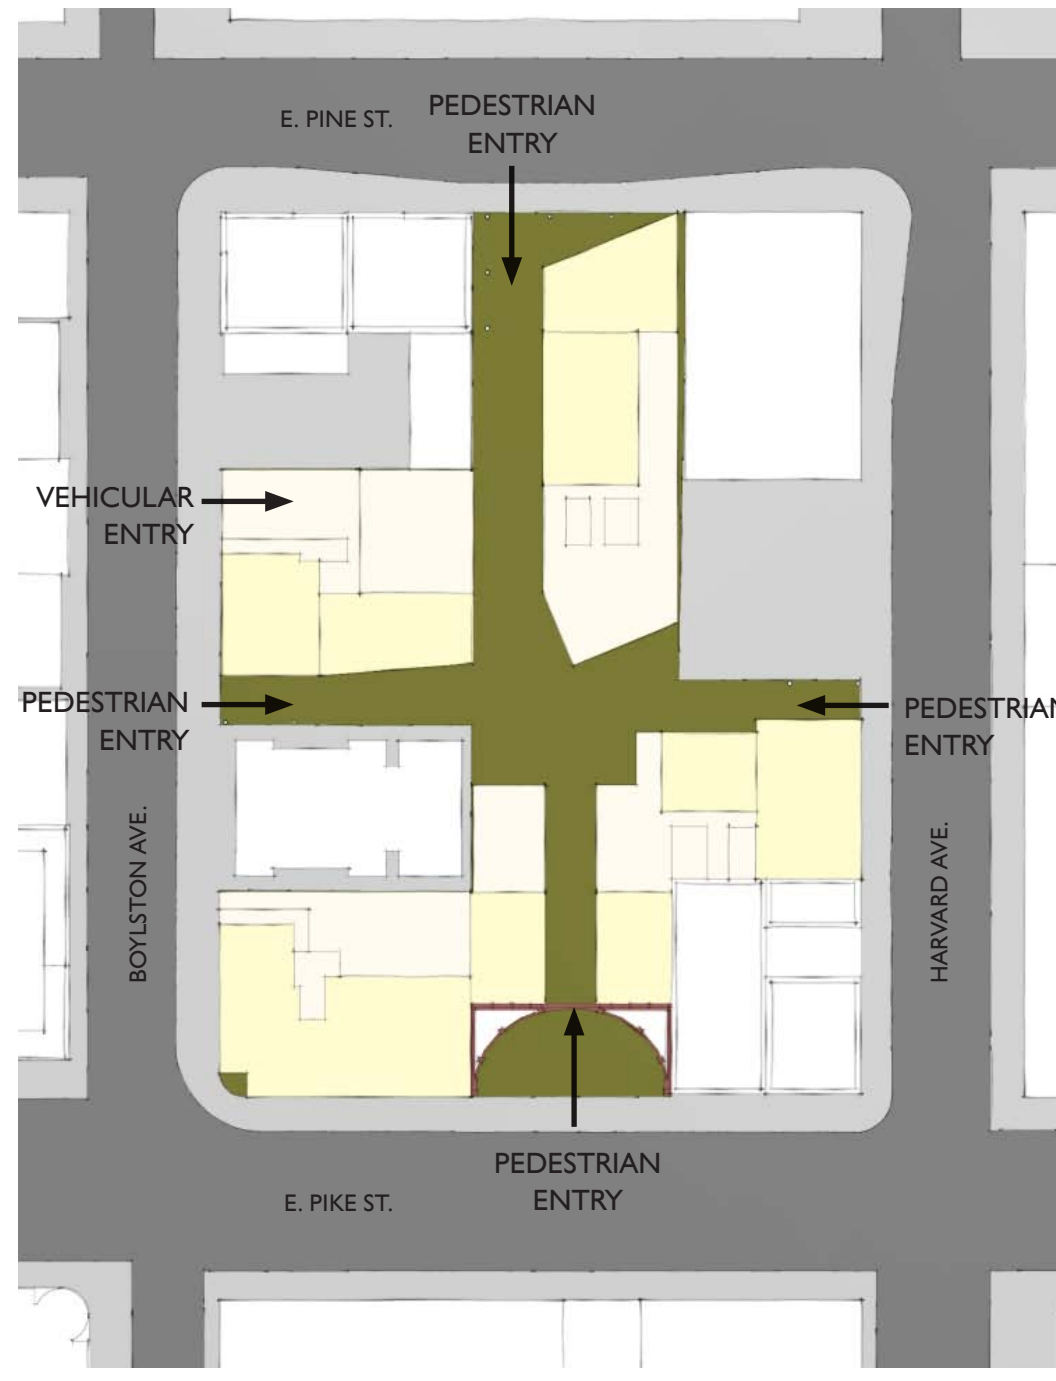 E. PINE ST.
PEDESTRIAN
ENTRY
VEHICULAR
ENTRY
PEDESTRIAN
ENTRY
PEDESTRIAN
ENTRY
BOYLSTON AVE.
HARVARD AVE.
PEDESTRIAN
ENTRY
E. PIKE ST.